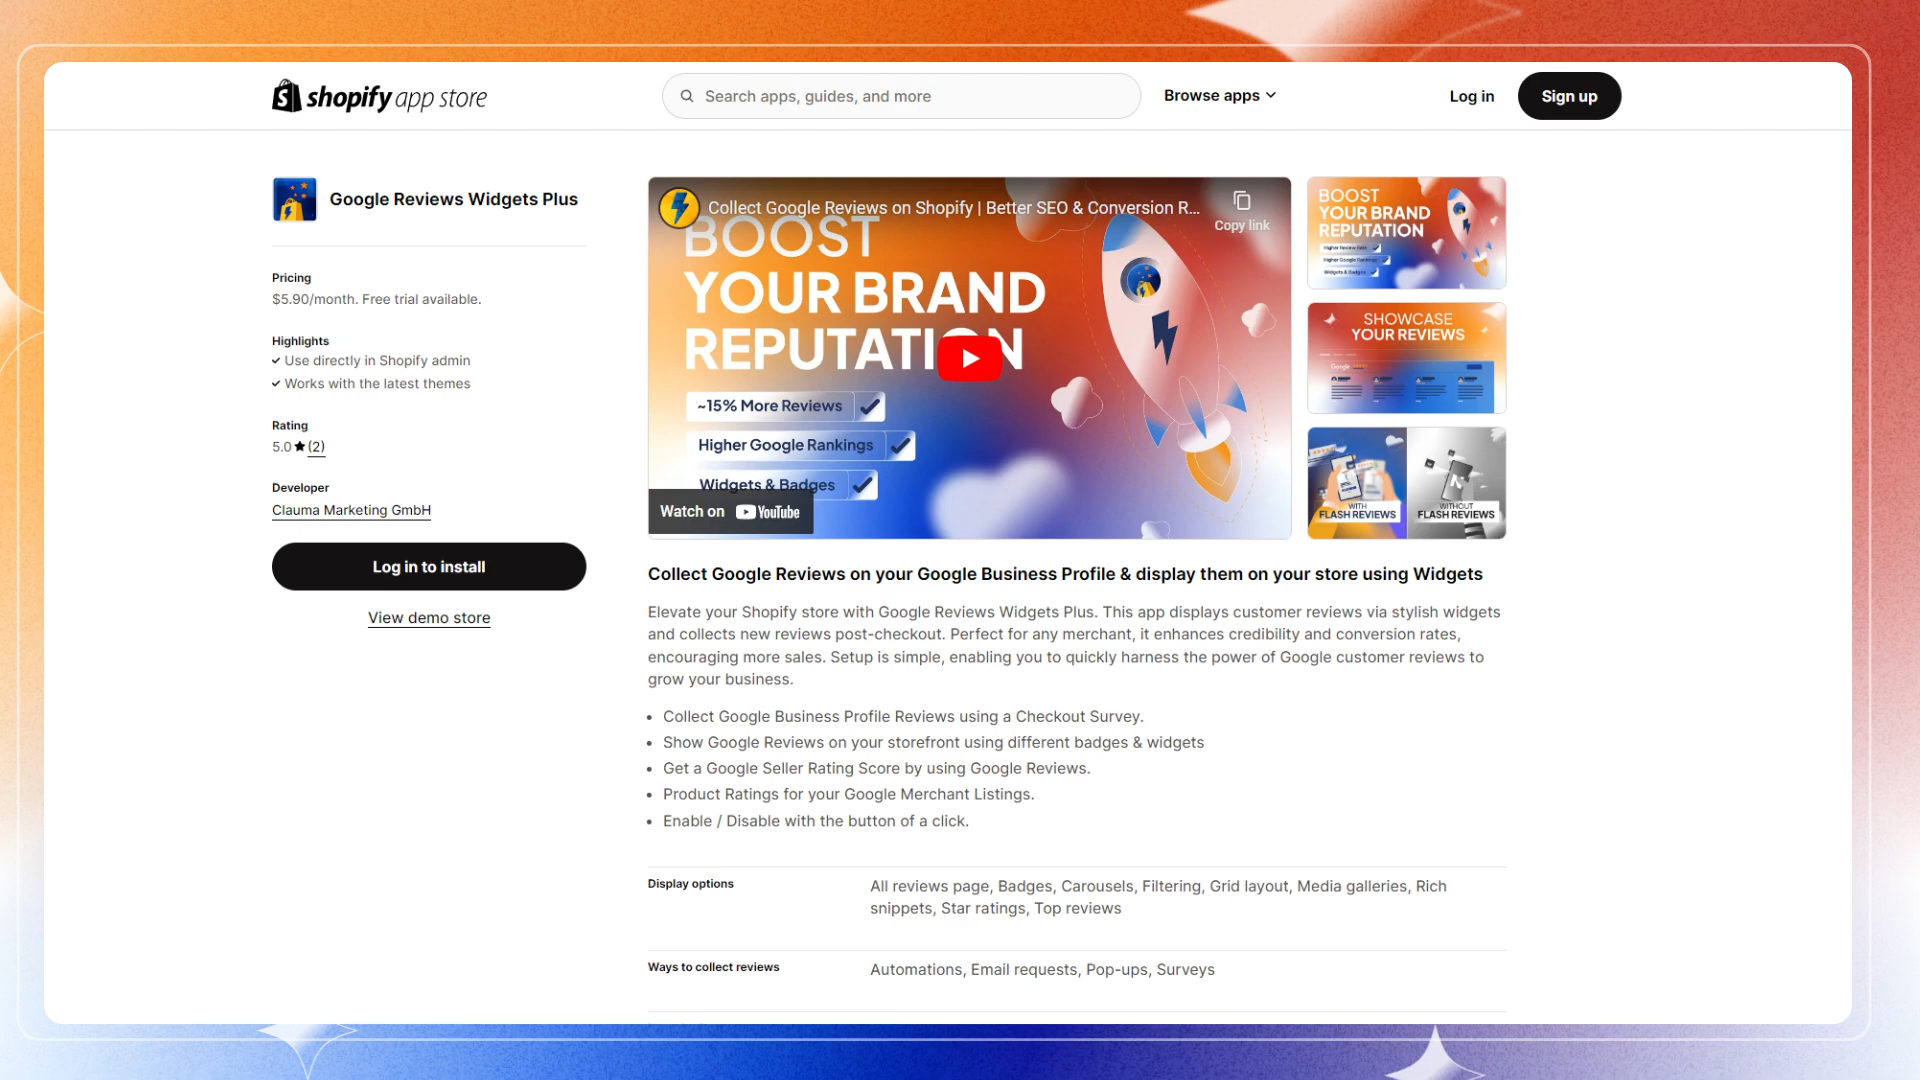 shopify app store
Search apps, guides, and more
Browse apps
Log in
Sign up
Google Reviews Widgets Plus
Pricing
$5.90/month. Free trial available.
Highlights
Use directly in Shopify admin
Works with the latest themes
Rating
5.0 (2)
Developer
Clauma Marketing GmbH
Log in to install
View demo store
Collect Google Reviews on Shopify | Better SEO & Conversion R...
Copy link
BOOST
YOUR BRAND
REPUTATI N
~15% More Reviews
Higher Google Rankings
Widgets & Badges
Watch on YouTube
BOOST
YOUR BRAND
REPUTATION
Higher Review Rate
Higher Google Rankings
Widgets & Badges
SHOWCASE
YOUR REVIEWS
Google
WITH
FLASH REVIEWS
WITHOUT
FLASH REVIEWS
Collect Google Reviews on your Google Business Profile & display them on your store using Widgets
Elevate your Shopify store with Google Reviews Widgets Plus. This app displays customer reviews via stylish widgets
and collects new reviews post-checkout. Perfect for any merchant, it enhances credibility and conversion rates,
encouraging more sales. Setup is simple, enabling you to quickly harness the power of Google customer reviews to
grow your business.
Collect Google Business Profile Reviews using a Checkout Survey.
Show Google Reviews on your storefront using different badges & widgets
Get a Google Seller Rating Score by using Google Reviews.
Product Ratings for your Google Merchant Listings.
Enable / Disable with the button of a click.
Display options
All reviews page, Badges, Carousels, Filtering, Grid layout, Media galleries, Rich
snippets, Star ratings, Top reviews
Ways to collect reviews
Automations, Email requests, Pop-ups, Surveys